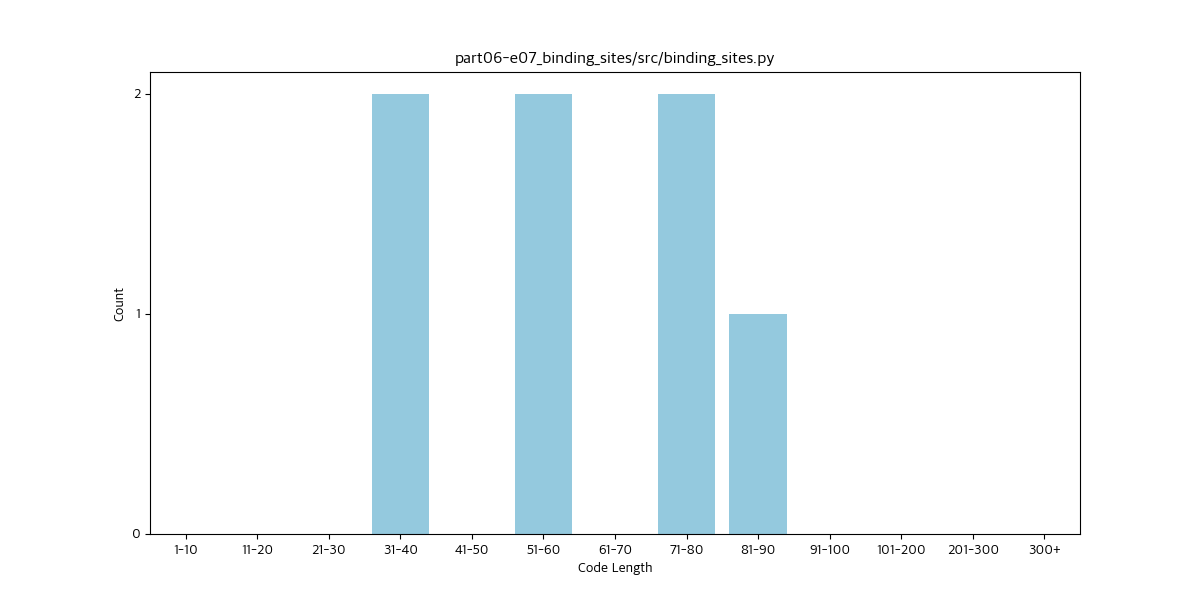 part06-e07_binding_sites/src/binding_sites.py
2
1
0
Count
1-10 11-20 21-30 31-40 41-50 51-60 61-70 71-80 81-90 91-100 101-200 201-300 300+
Code Length